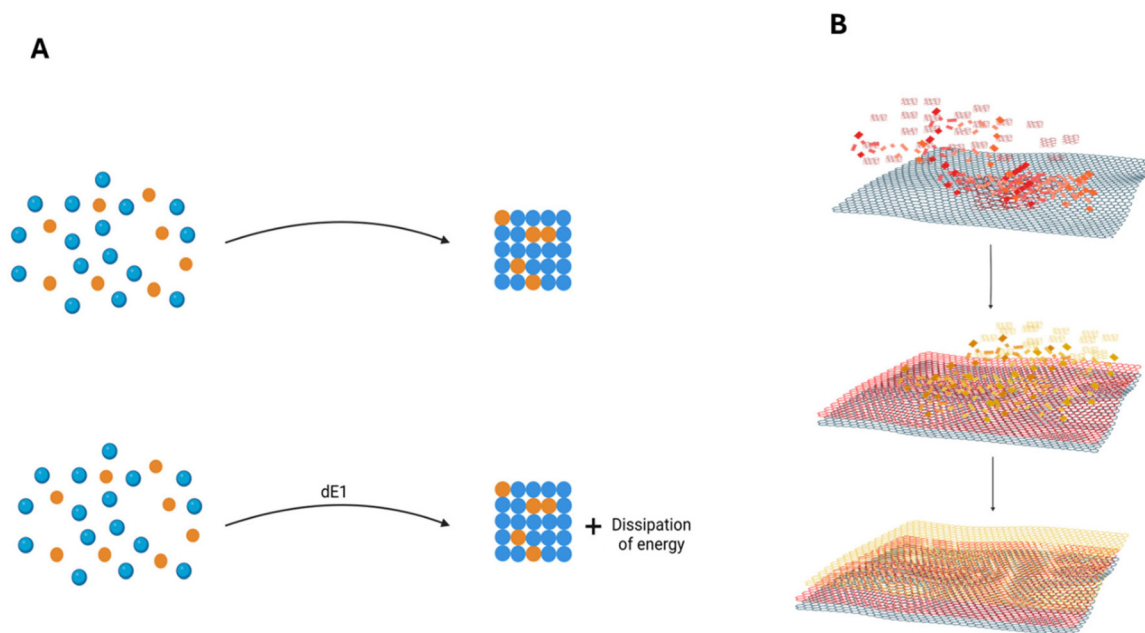 A
B
dE1
+ Dissipation
of energy